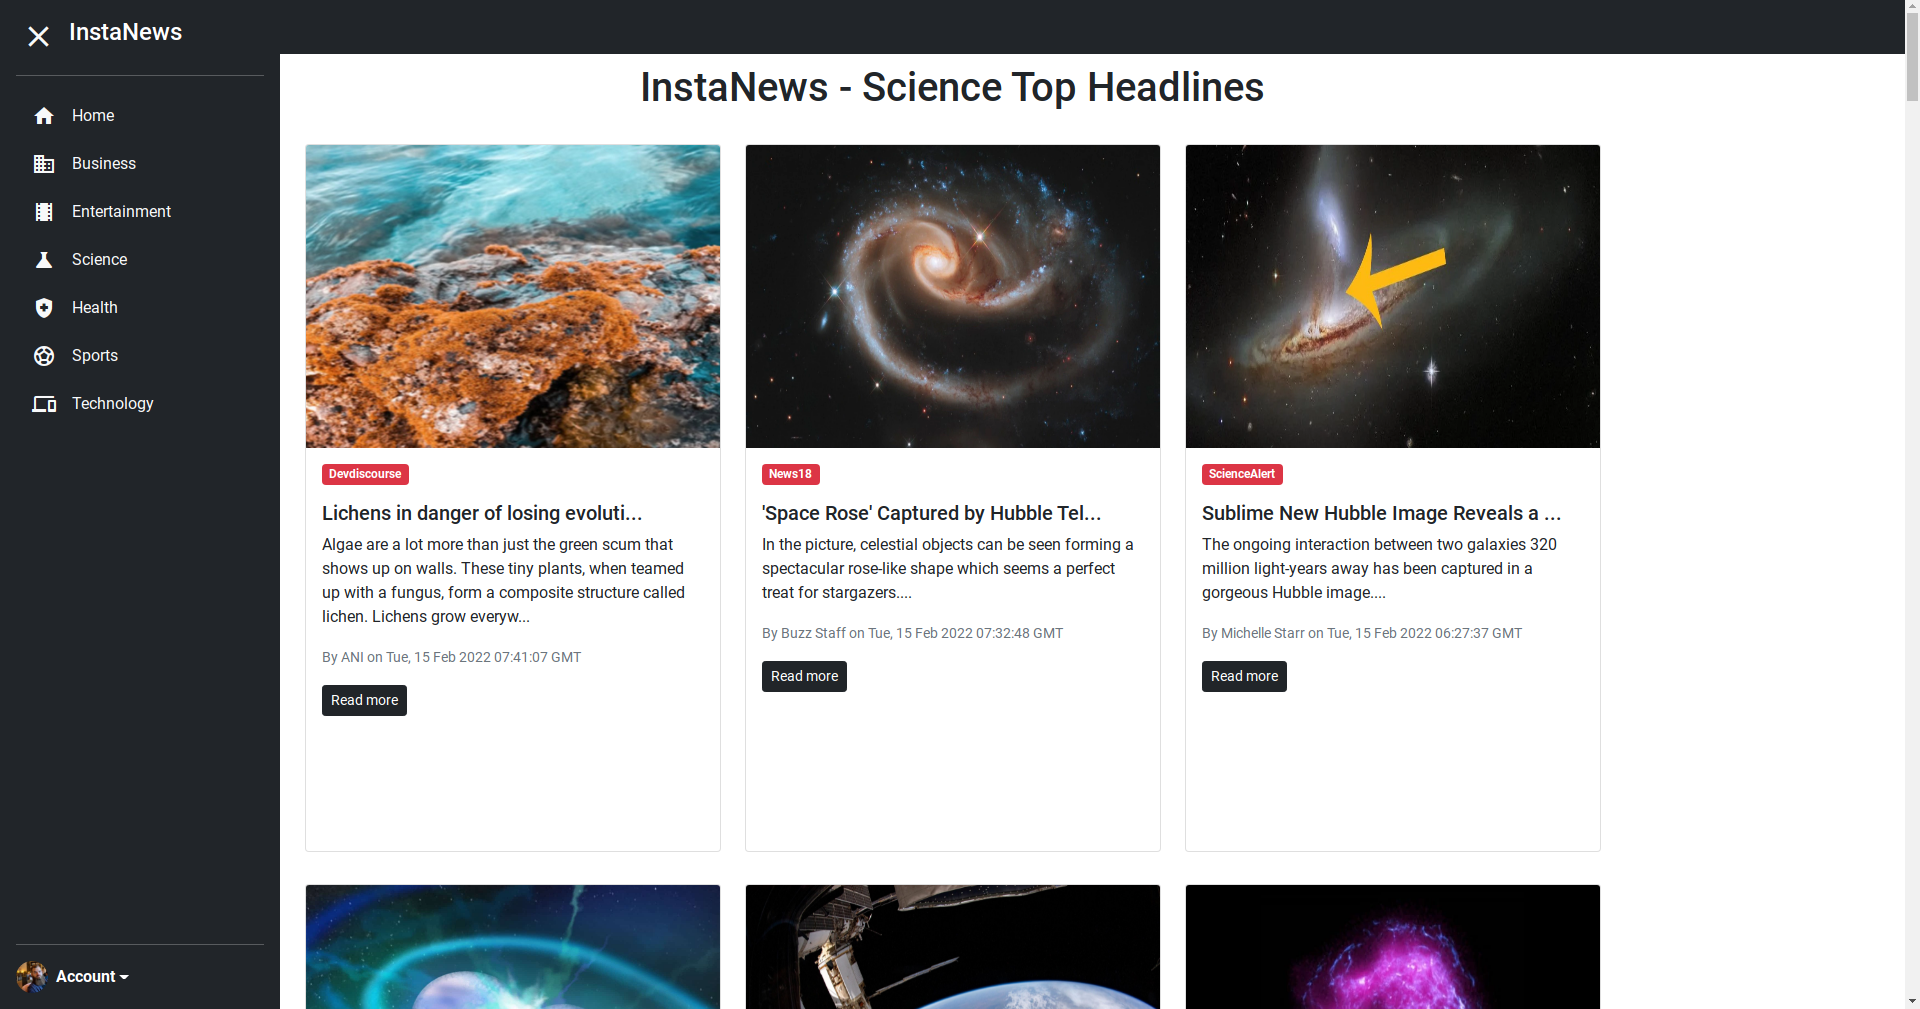 InstaNews
Home
Business
Entertainment
Science
Health
Sports
Technology
Account
InstaNews - Science Top Headlines
Devdiscourse
Lichens in danger of losing evoluti...
Algae are a lot more than just the green scum that
shows up on walls. These tiny plants, when teamed
up with a fungus, form a composite structure called
lichen. Lichens grow everyw...
By ANI on Tue, 15 Feb 2022 07:41:07 GMT
Read more
News18
'Space Rose' Captured by Hubble Tel...
In the picture, celestial objects can be seen forming a
spectacular rose-like shape which seems a perfect
treat for stargazers....
By Buzz Staff on Tue, 15 Feb 2022 07:32:48 GMT
Read more
ScienceAlert
Sublime New Hubble Image Reveals a ...
The ongoing interaction between two galaxies 320
million light-years away has been captured in a
gorgeous Hubble image....
By Michelle Starr on Tue, 15 Feb 2022 06:27:37 GMT
Read more